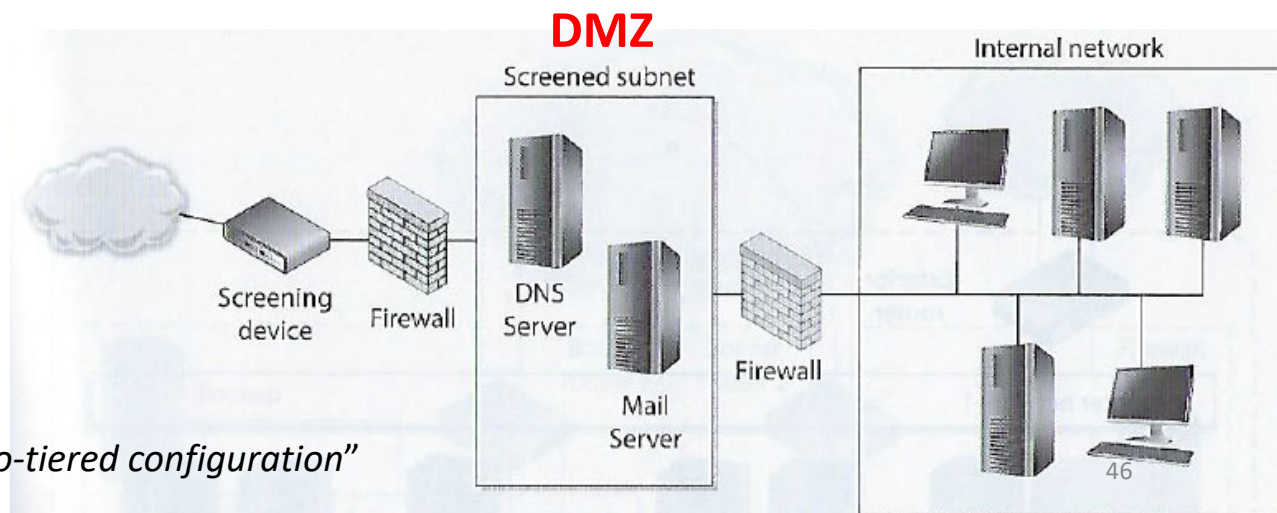 DMZ
Screened subnet
Internal network
Screening
device
Firewall
DNS
Server
Mail
Server
Firewall
o-tiered configuration”
46